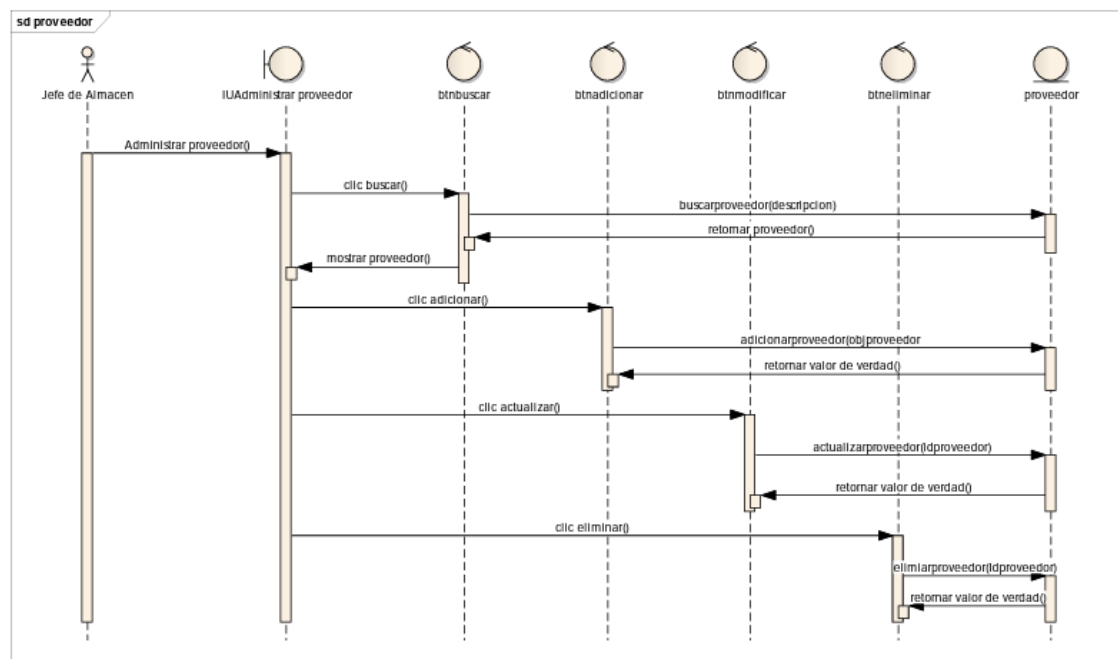 sd proveedor
Jefe de Almacen
IUAdministrar proveedor
btnbuscar
btnadicionar
btnmodificar
btneliminar
proveedor
Administrar proveedor()
clic buscar()
buscarproveedor(descripcion)
retornar proveedor()
mostrar proveedor()
clic adicionar()
adicionarproveedor(objproveedor
retornar valor de verdad()
clic actualizar()
actualizarproveedor(Idproveedor)
retornar valor de verdad()
clic eliminar()
elimiarproveedor(Idproveedor)
retornar valor de verdad()